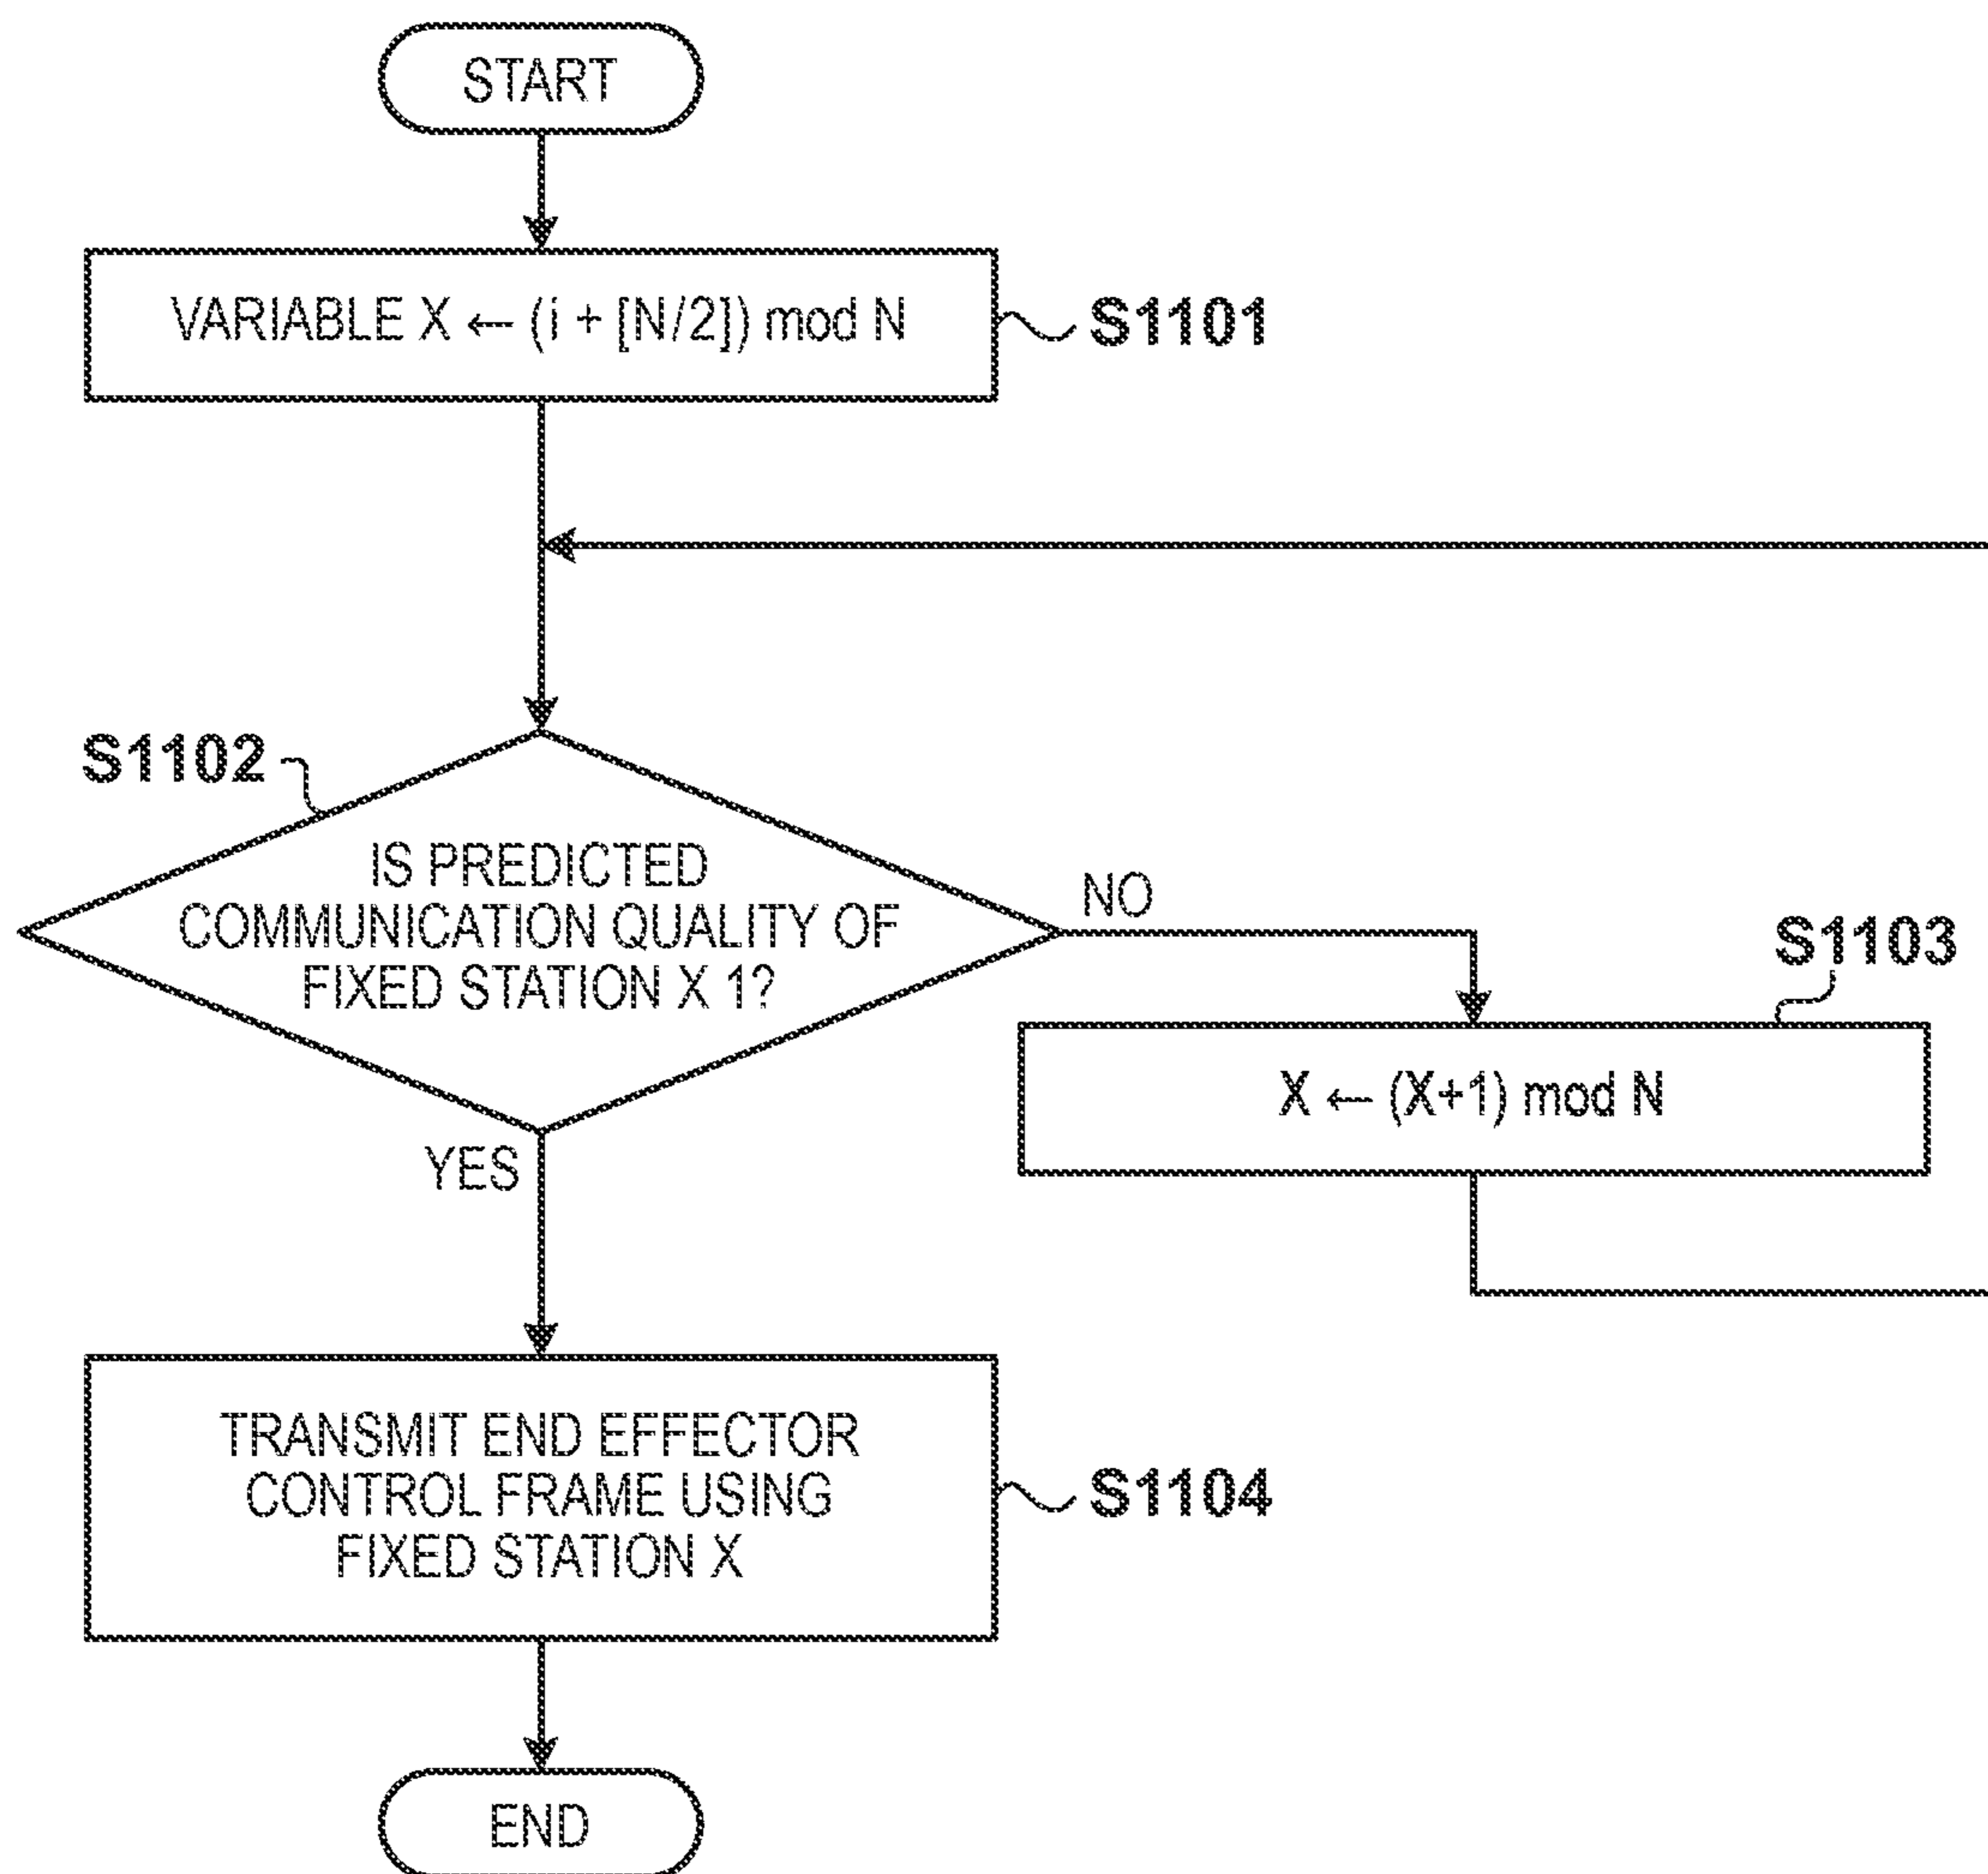 START
VARIABLE X ← (i + [N/2]) mod N
S1101
S1102
IS PREDICTED
COMMUNICATION QUALITY OF
FIXED STATION X 1?
NO
S1103
X ← (X+1) mod N
YES
TRANSMIT END EFFECTOR
CONTROL FRAME USING
FIXED STATION X
S1104
END